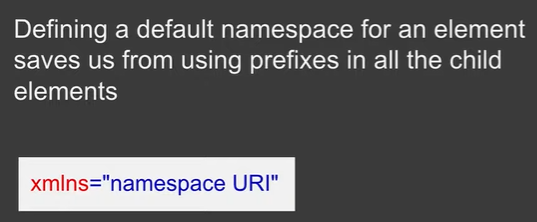 Defining a default namespace for an element
saves us from using prefixes in all the child
elements
xmlns="namespace URI"